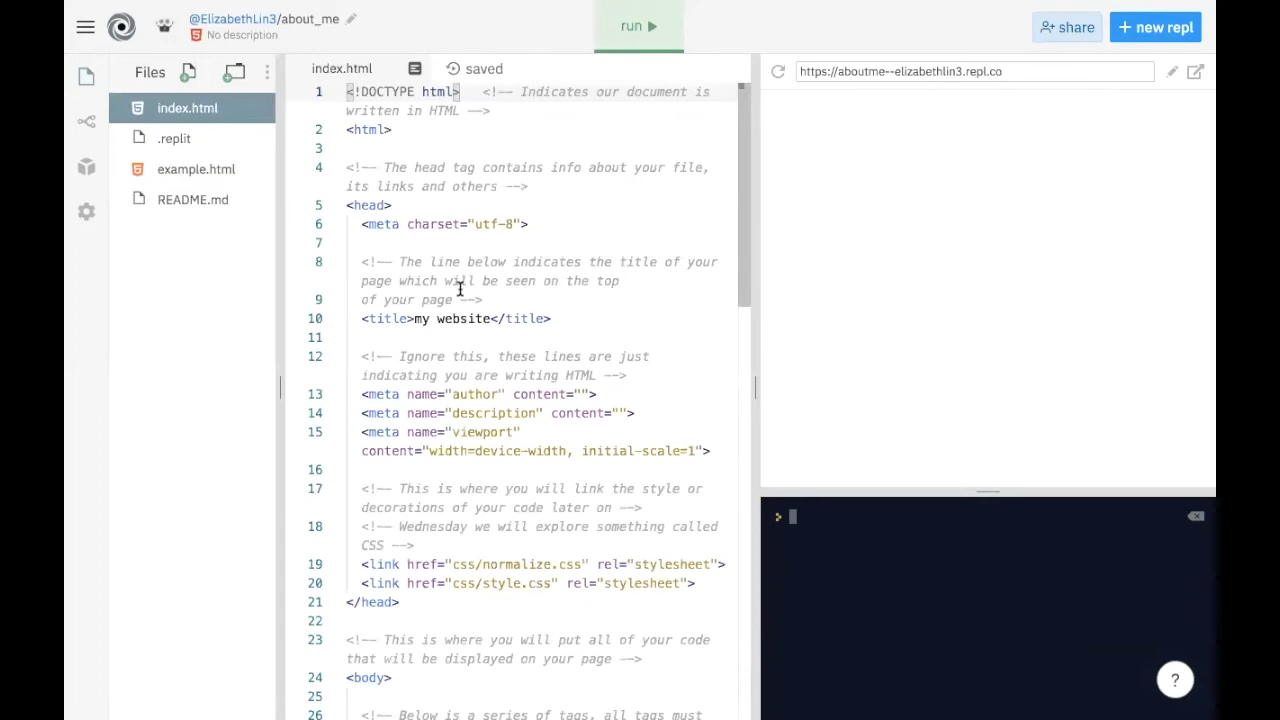 @ElizabethLin3/about_me
No description
run
share
+ new repl
Files
index.html
.replit
example.html
README.md
index.html
saved
https://aboutme--elizabethlin3.repl.co
1 <!DOCTYPE html> <!-- Indicates our document is
written in HTML -->
2 <html>
3
4 <!-- The head tag contains info about your file,
its links and others -->
5 <head>
6 <meta charset="utf-8">
7
8 <!-- The line below indicates the title of your
page which will be seen on the top
9 of your page -->
10 <title>my website</title>
11
12 <!-- Ignore this, these lines are just
indicating you are writing HTML -->
13 <meta name="author" content="">
14 <meta name="description" content="">
15 <meta name="viewport"
content="width=device-width, initial-scale=1">
16
17 <!-- This is where you will link the style or
decorations of your code later on -->
18 <!-- Wednesday we will explore something called
CSS -->
19 <link href="css/normalize.css" rel="stylesheet">
20 <link href="css/style.css" rel="stylesheet">
21 </head>
22
23 <!-- This is where you will put all of your code
that will be displayed on your page -->
24 <body>
25
26 <!-- Below is a series of tags, all tags must
>
?